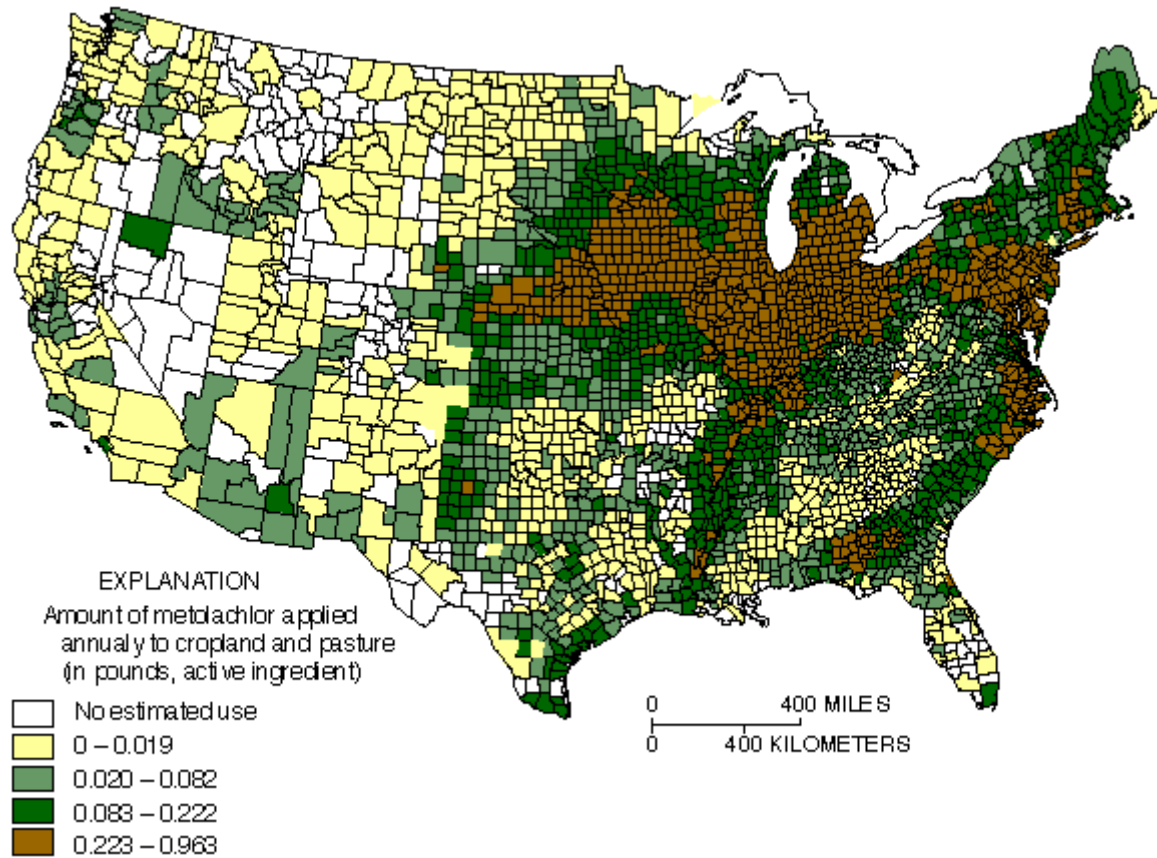 EXPLANATION
Amount of metolachlor applied
annualy to cropland and pasture
(in pounds, active ingredient)
No estimated use
0 – 0.019
0.020 – 0.082
0.083 – 0.222
0.223 – 0.963
0 400 MILES
0 400 KILOMETERS